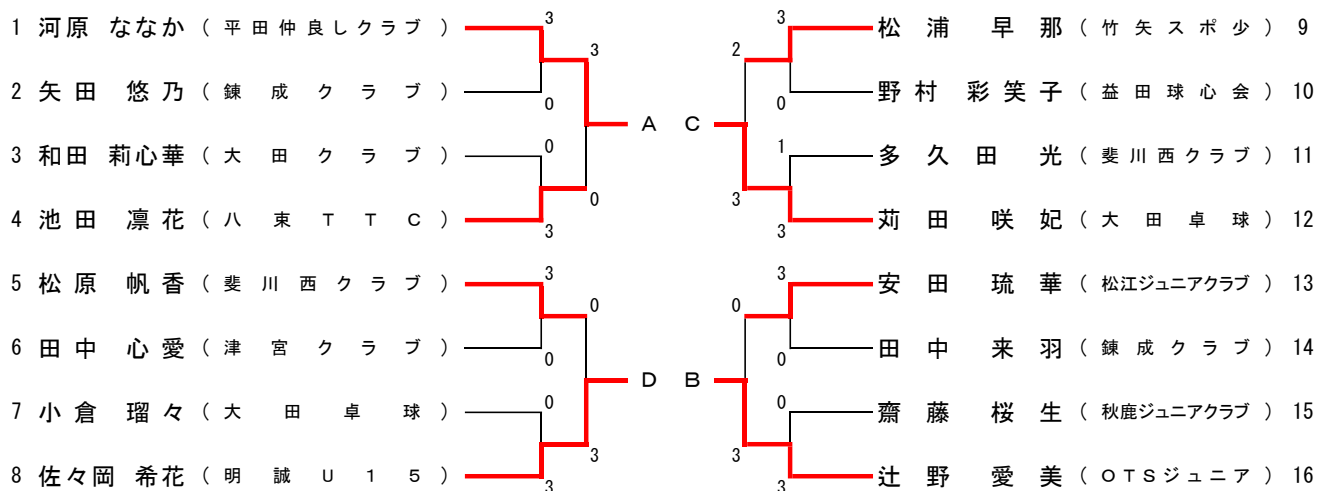 1 河原 ななか ( 平田仲良しクラブ ) 3 3 松浦 早那 ( 竹矢スポ少 ) 9
3 2
2 矢田 悠乃 ( 錬成クラブ ) 0 0 野村 彩笑子 ( 益田球心会 ) 10
A C
3 和田 莉心華 ( 大田クラブ ) 0 1 多久田 光 ( 斐川西クラブ ) 11
0 3
4 池田 凛花 ( 八束TTC ) 3 3 苅田 咲妃 ( 大田卓球 ) 12
5 松原 帆香 ( 斐川西クラブ ) 3 3 安田 琉華 ( 松江ジュニアクラブ ) 13
0 0
6 田中 心愛 ( 津宮クラブ ) 0 0 田中 来羽 ( 錬成クラブ ) 14
D B
7 小倉 瑠々 ( 大田卓球 ) 0 0 齋藤 桜生 ( 秋鹿ジュニアクラブ ) 15
3 3
8 佐々岡 希花 ( 明誠U15 ) 3 3 辻野 愛美 ( OTSジュニア ) 16